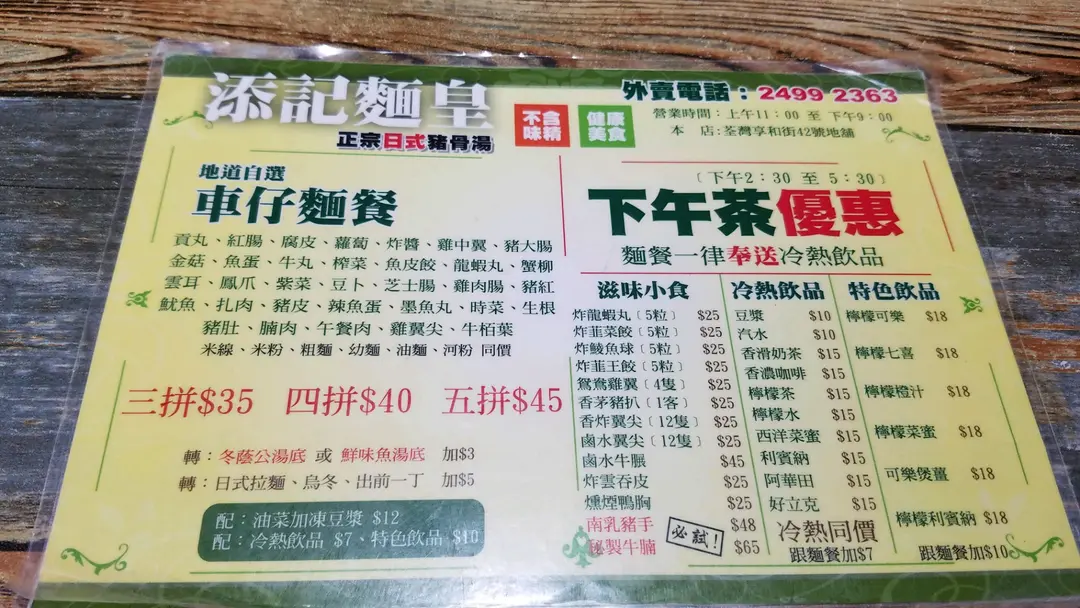 添記麵皇
正宗日式豬骨湯
不含味精
健康美食
外賣電話：2499 2363
營業時間：上午11：00 至 下午9：00
本 店：荃灣享和街42號地舖
地道自選
車仔麵餐
貢丸、紅腸、腐皮、蘿蔔、炸醬、雞中翼、豬大腸
金菇、魚蛋、牛丸、榨菜、魚皮餃、龍蝦丸、蟹柳
雲耳、鳳爪、紫菜、豆卜、芝士腸、雞肉腸、豬紅
魷魚、扎肉、豬皮、辣魚蛋、墨魚丸、時菜、生根
豬肚、腩肉、午餐肉、雞翼尖、牛栢葉
米線、米粉、粗麵、幼麵、油麵、河粉 同價
三拼$35 四拼$40 五拼$45
轉：冬蔭公湯底 或 鮮味魚湯底 加$3
轉：日式拉麵、烏冬、出前一丁 加$5
配：油菜加凍豆漿 $12
配：冷熱飲品 $7、特色飲品 $10
〔下午2：30 至 5：30〕
下午茶優惠
麵餐一律奉送冷熱飲品
滋味小食
炸龍蝦丸〔5粒〕 $25
炸韮菜餃〔5粒〕 $25
炸鯪魚球〔5粒〕 $25
炸韮王餃〔5粒〕 $25
鴛鴦雞翼〔4隻〕 $25
香茅豬扒〔1客〕 $25
香炸翼尖〔12隻〕 $25
鹵水翼尖〔12隻〕 $25
鹵水牛脤 $45
炸雲吞皮 $25
燻煙鴨胸 $25
南乳豬手 $48
秘製牛腩 $65
必試！
冷熱飲品
豆漿 $10
汽水 $10
香滑奶茶 $15
香濃咖啡 $15
檸檬茶 $15
檸檬水 $15
西洋菜蜜 $15
利賓納 $15
阿華田 $15
好立克 $15
冷熱同價
跟麵餐加$7
特色飲品
檸檬可樂 $18
檸檬七喜 $18
檸檬橙汁 $18
檸檬菜蜜 $18
可樂煲薑 $18
檸檬利賓納 $18
跟麵餐加$10